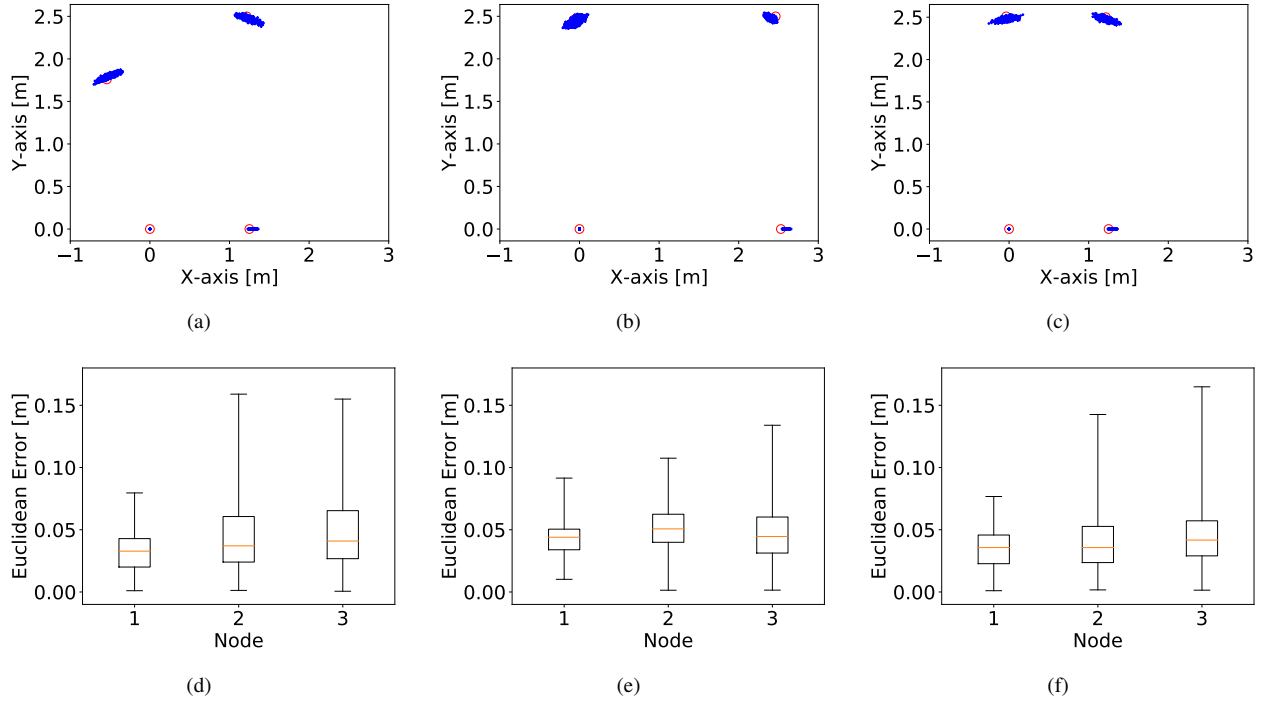 2.5
2.0
1.5
1.0
0.5
0.0
Y-axis [m]
−1 0 1 2 3
X-axis [m]
(a)
2.5
2.0
1.5
1.0
0.5
0.0
Y-axis [m]
−1 0 1 2 3
X-axis [m]
(b)
2.5
2.0
1.5
1.0
0.5
0.0
Y-axis [m]
−1 0 1 2 3
X-axis [m]
(c)
0.15
0.10
0.05
0.00
Euclidean Error [m]
1 2 3
Node
(d)
0.15
0.10
0.05
0.00
Euclidean Error [m]
1 2 3
Node
(e)
0.15
0.10
0.05
0.00
Euclidean Error [m]
1 2 3
Node
(f)